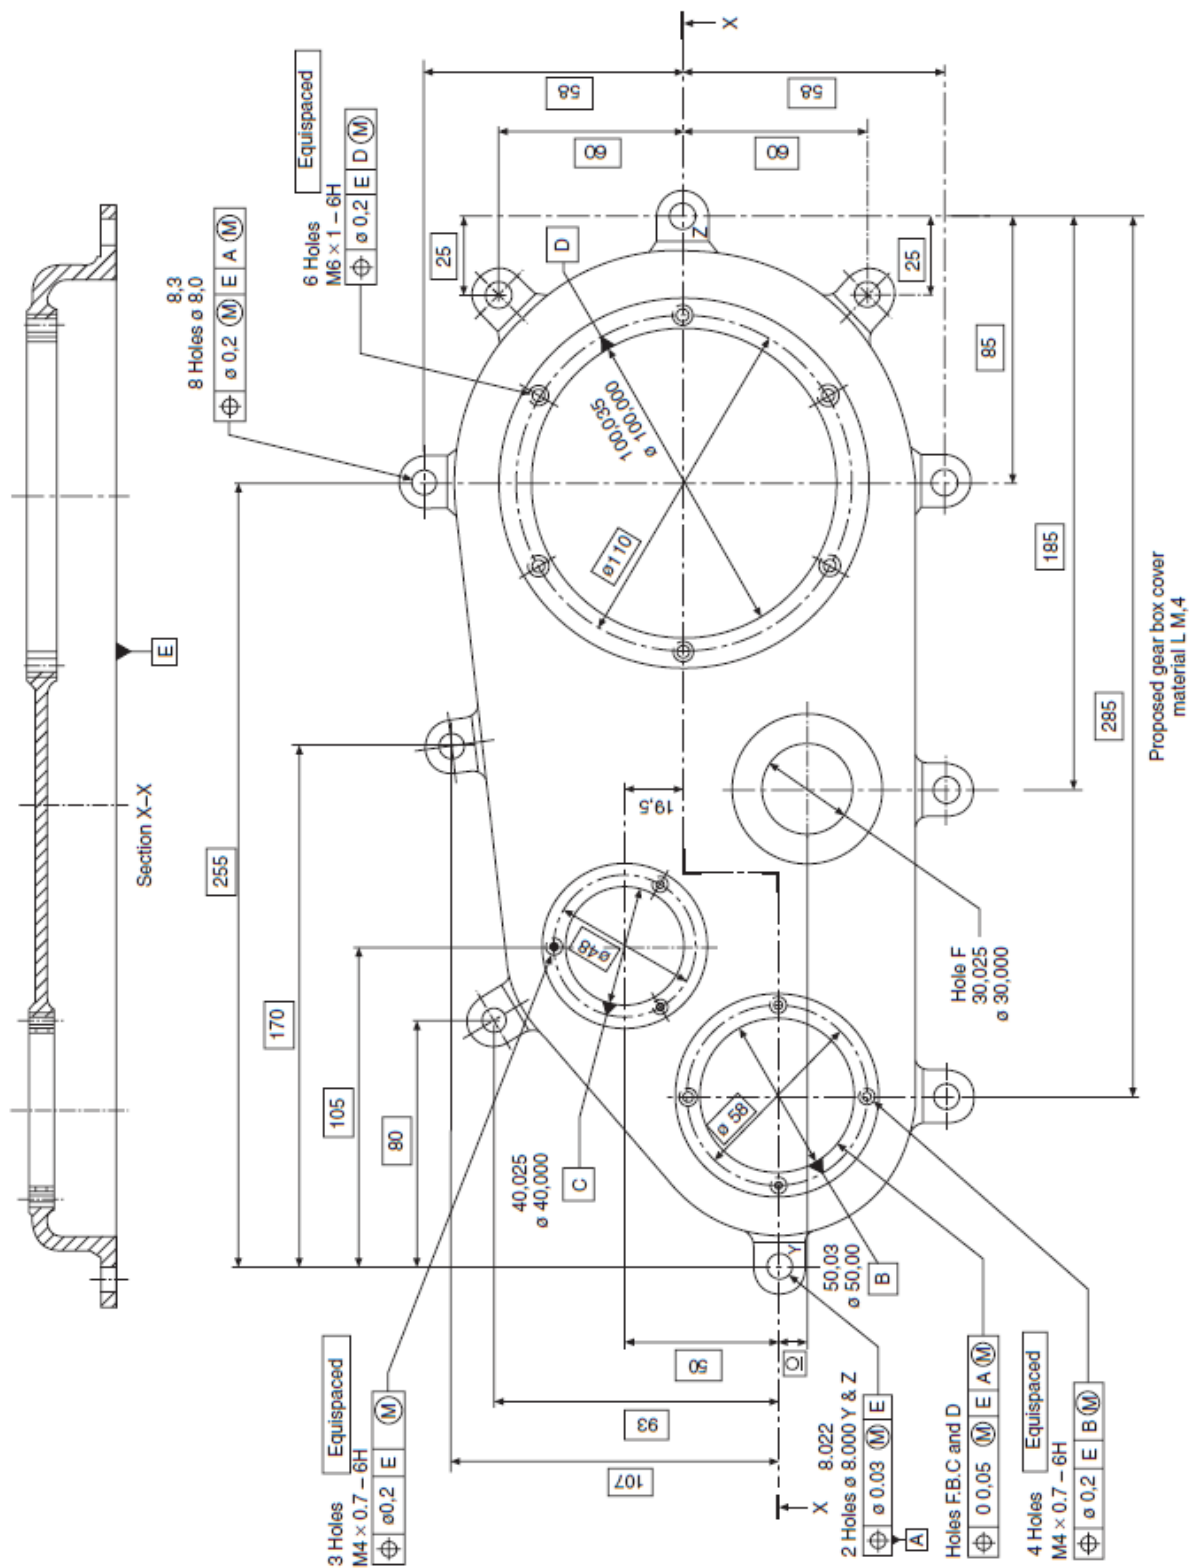 Section X–X
E
255
170
105
80
8,3
8 Holes ø 8,0
⌖ ø 0,2 Ⓜ E A Ⓜ
Equispaced
6 Holes
M6 × 1 – 6H
⌖ ø 0,2 E D Ⓜ
3 Holes
Equispaced
M4 × 0.7 – 6H
⌖ ø0,2 E Ⓜ
25
58
60
X
D
Z
100,035
ø 100,000
ø110
40,025
ø 40,000
C
ø48
19,5
107
93
50
10
58
60
25
85
185
285
ø 58
Y
50,03
ø 50,00
B
Hole F
30,025
ø 30,000
X
8.022
2 Holes ø 8.000 Y & Z
⌖ ø 0.03 Ⓜ E
A
Holes F.B.C and D
⌖ 0 0,05 Ⓜ E A Ⓜ
4 Holes
Equispaced
M4 × 0.7 – 6H
⌖ ø 0,2 E B Ⓜ
Proposed gear box cover
material L M,4